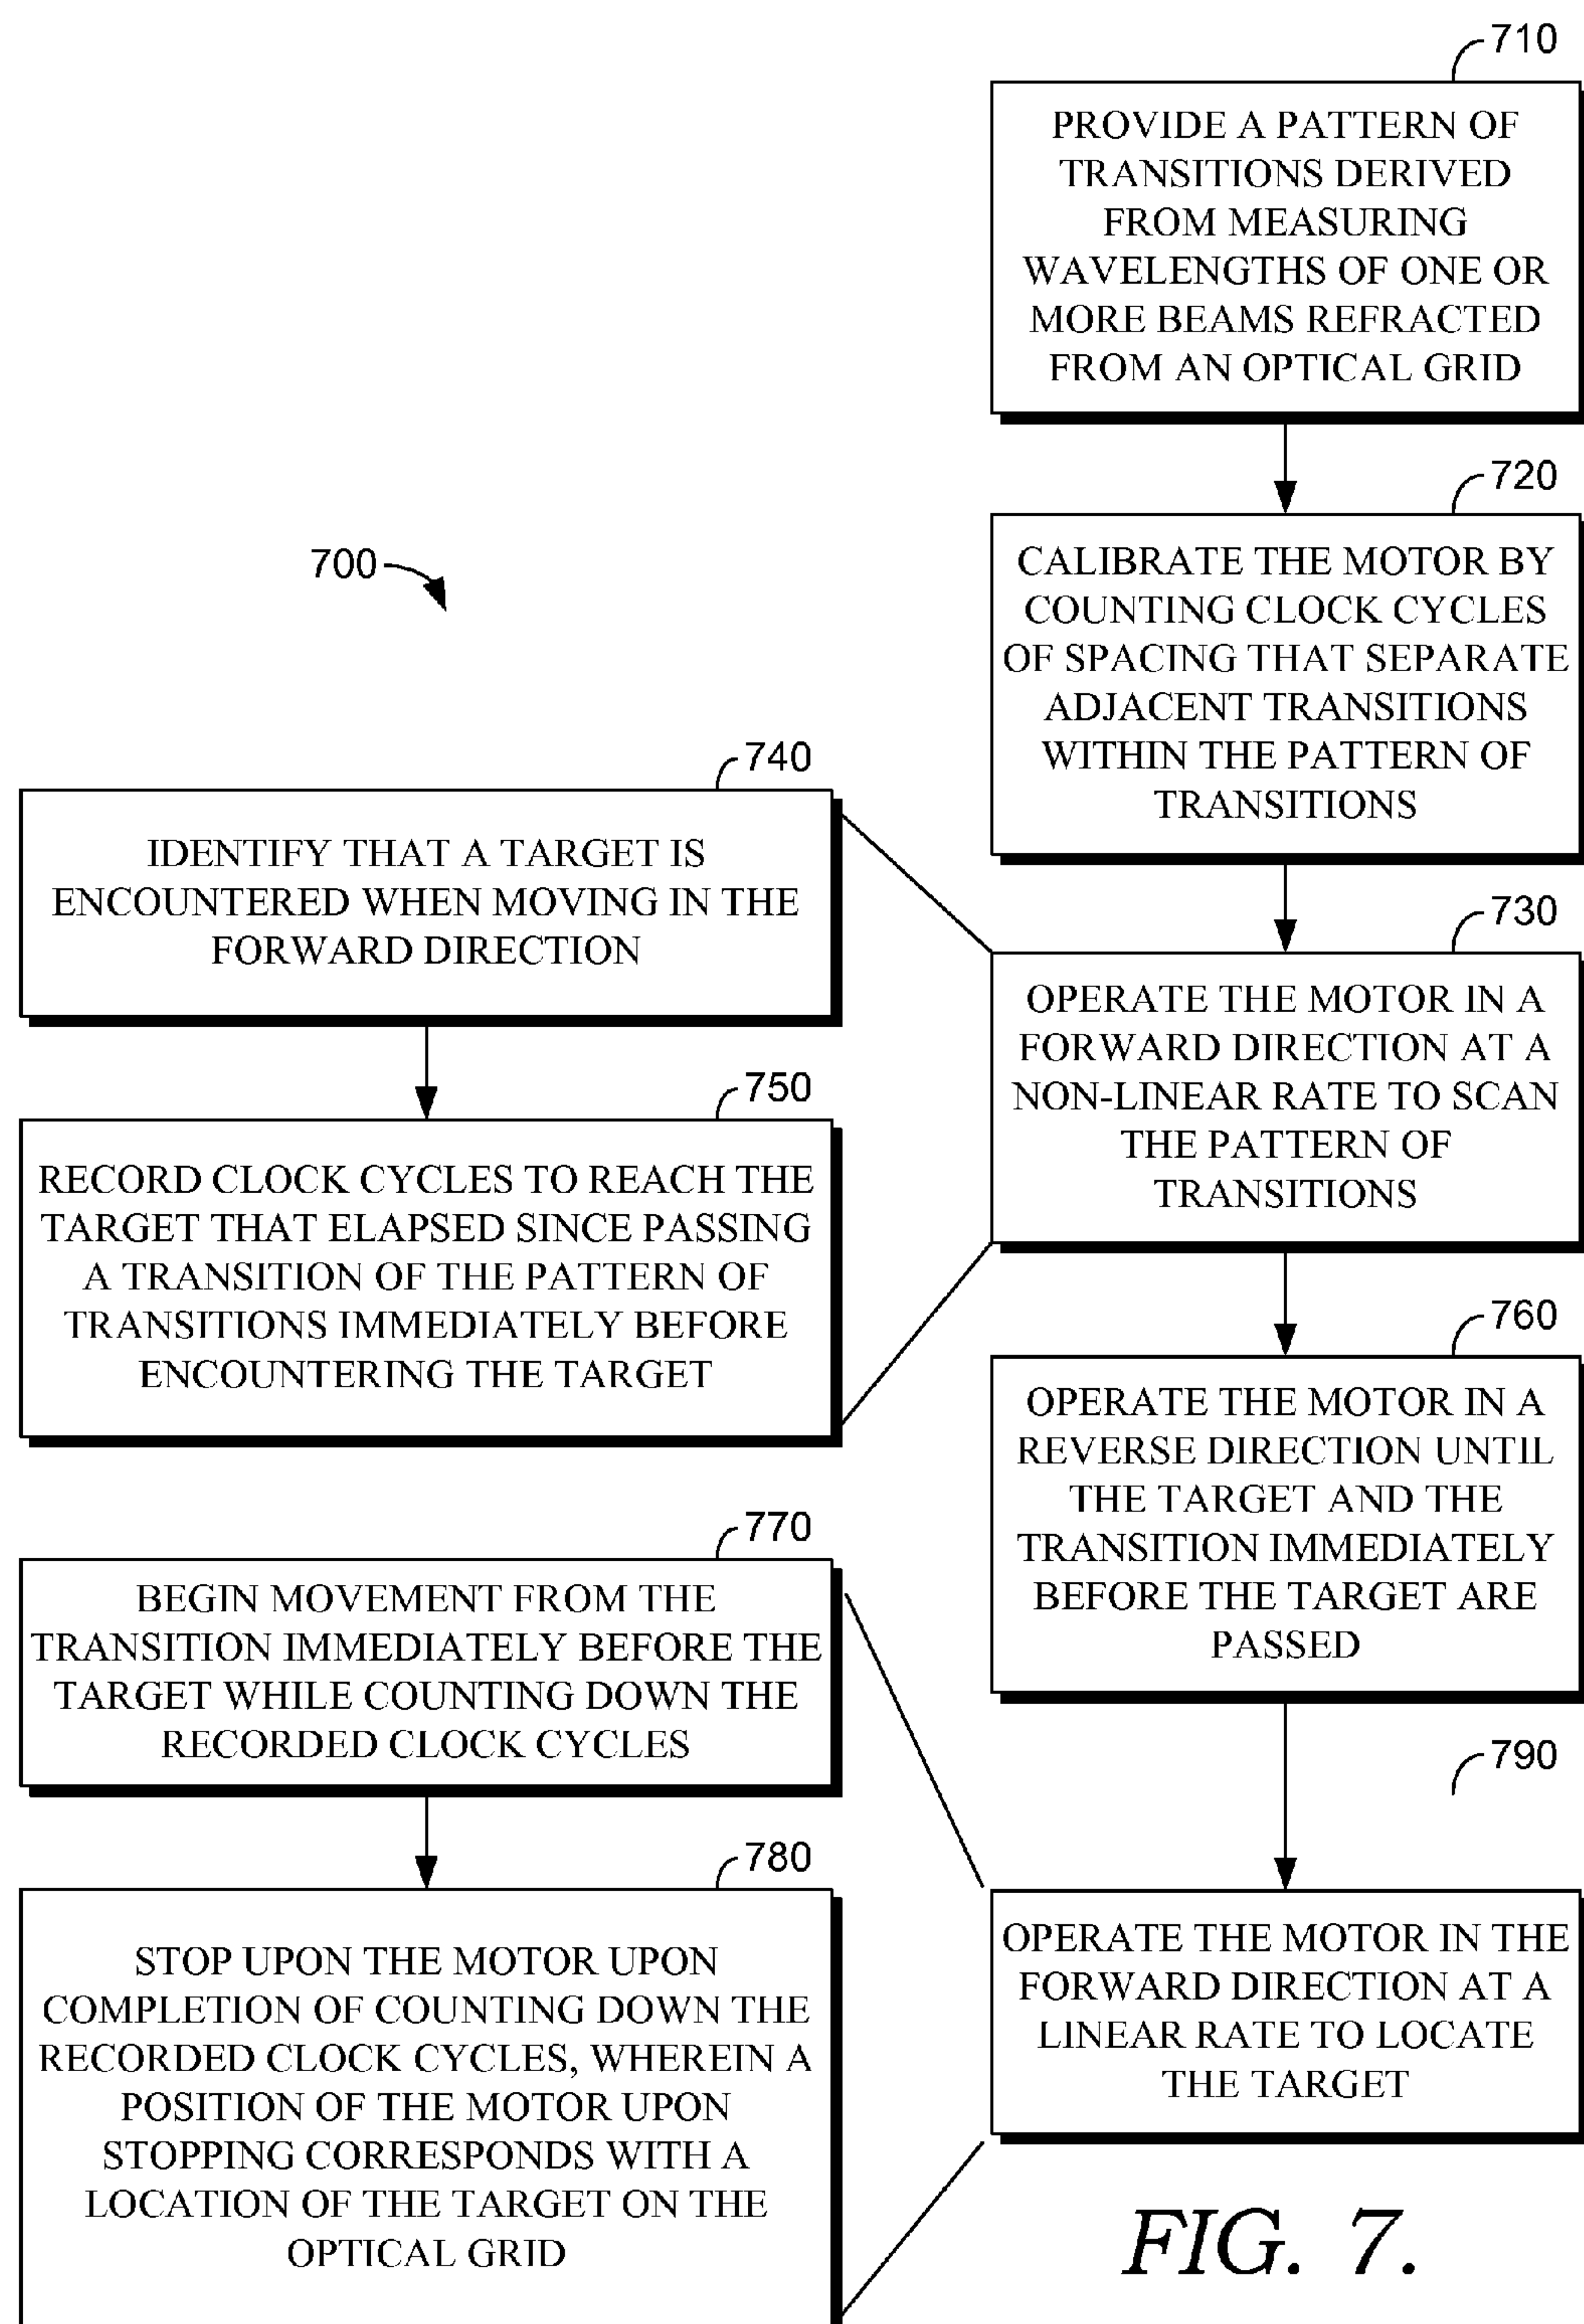 710
PROVIDE A PATTERN OF
TRANSITIONS DERIVED
FROM MEASURING
WAVELENGTHS OF ONE OR
MORE BEAMS REFRACTED
FROM AN OPTICAL GRID
720
CALIBRATE THE MOTOR BY
COUNTING CLOCK CYCLES
OF SPACING THAT SEPARATE
ADJACENT TRANSITIONS
WITHIN THE PATTERN OF
TRANSITIONS
700
730
OPERATE THE MOTOR IN A
FORWARD DIRECTION AT A
NON-LINEAR RATE TO SCAN
THE PATTERN OF
TRANSITIONS
740
IDENTIFY THAT A TARGET IS
ENCOUNTERED WHEN MOVING IN THE
FORWARD DIRECTION
750
RECORD CLOCK CYCLES TO REACH THE
TARGET THAT ELAPSED SINCE PASSING
A TRANSITION OF THE PATTERN OF
TRANSITIONS IMMEDIATELY BEFORE
ENCOUNTERING THE TARGET
760
OPERATE THE MOTOR IN A
REVERSE DIRECTION UNTIL
THE TARGET AND THE
TRANSITION IMMEDIATELY
BEFORE THE TARGET ARE
PASSED
770
BEGIN MOVEMENT FROM THE
TRANSITION IMMEDIATELY BEFORE THE
TARGET WHILE COUNTING DOWN THE
RECORDED CLOCK CYCLES
780
STOP UPON THE MOTOR UPON
COMPLETION OF COUNTING DOWN THE
RECORDED CLOCK CYCLES, WHEREIN A
POSITION OF THE MOTOR UPON
STOPPING CORRESPONDS WITH A
LOCATION OF THE TARGET ON THE
OPTICAL GRID
790
OPERATE THE MOTOR IN THE
FORWARD DIRECTION AT A
LINEAR RATE TO LOCATE
THE TARGET
FIG. 7.